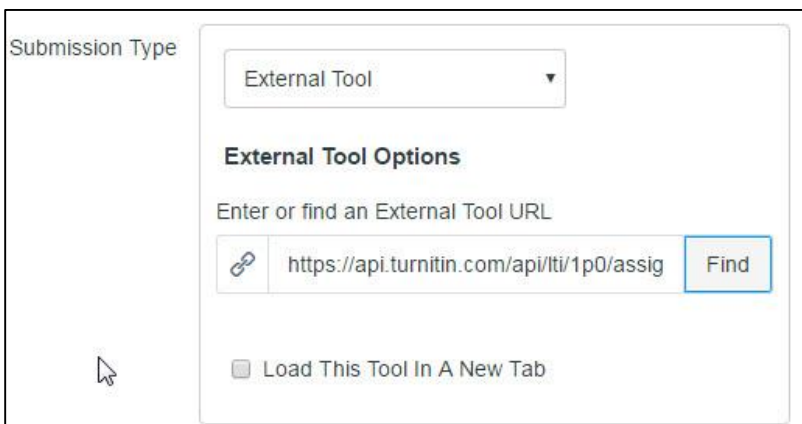 Submission Type
External Tool
External Tool Options
Enter or find an External Tool URL
https://api.turnitin.com/api/lti/1p0/assig Find
Load This Tool In A New Tab